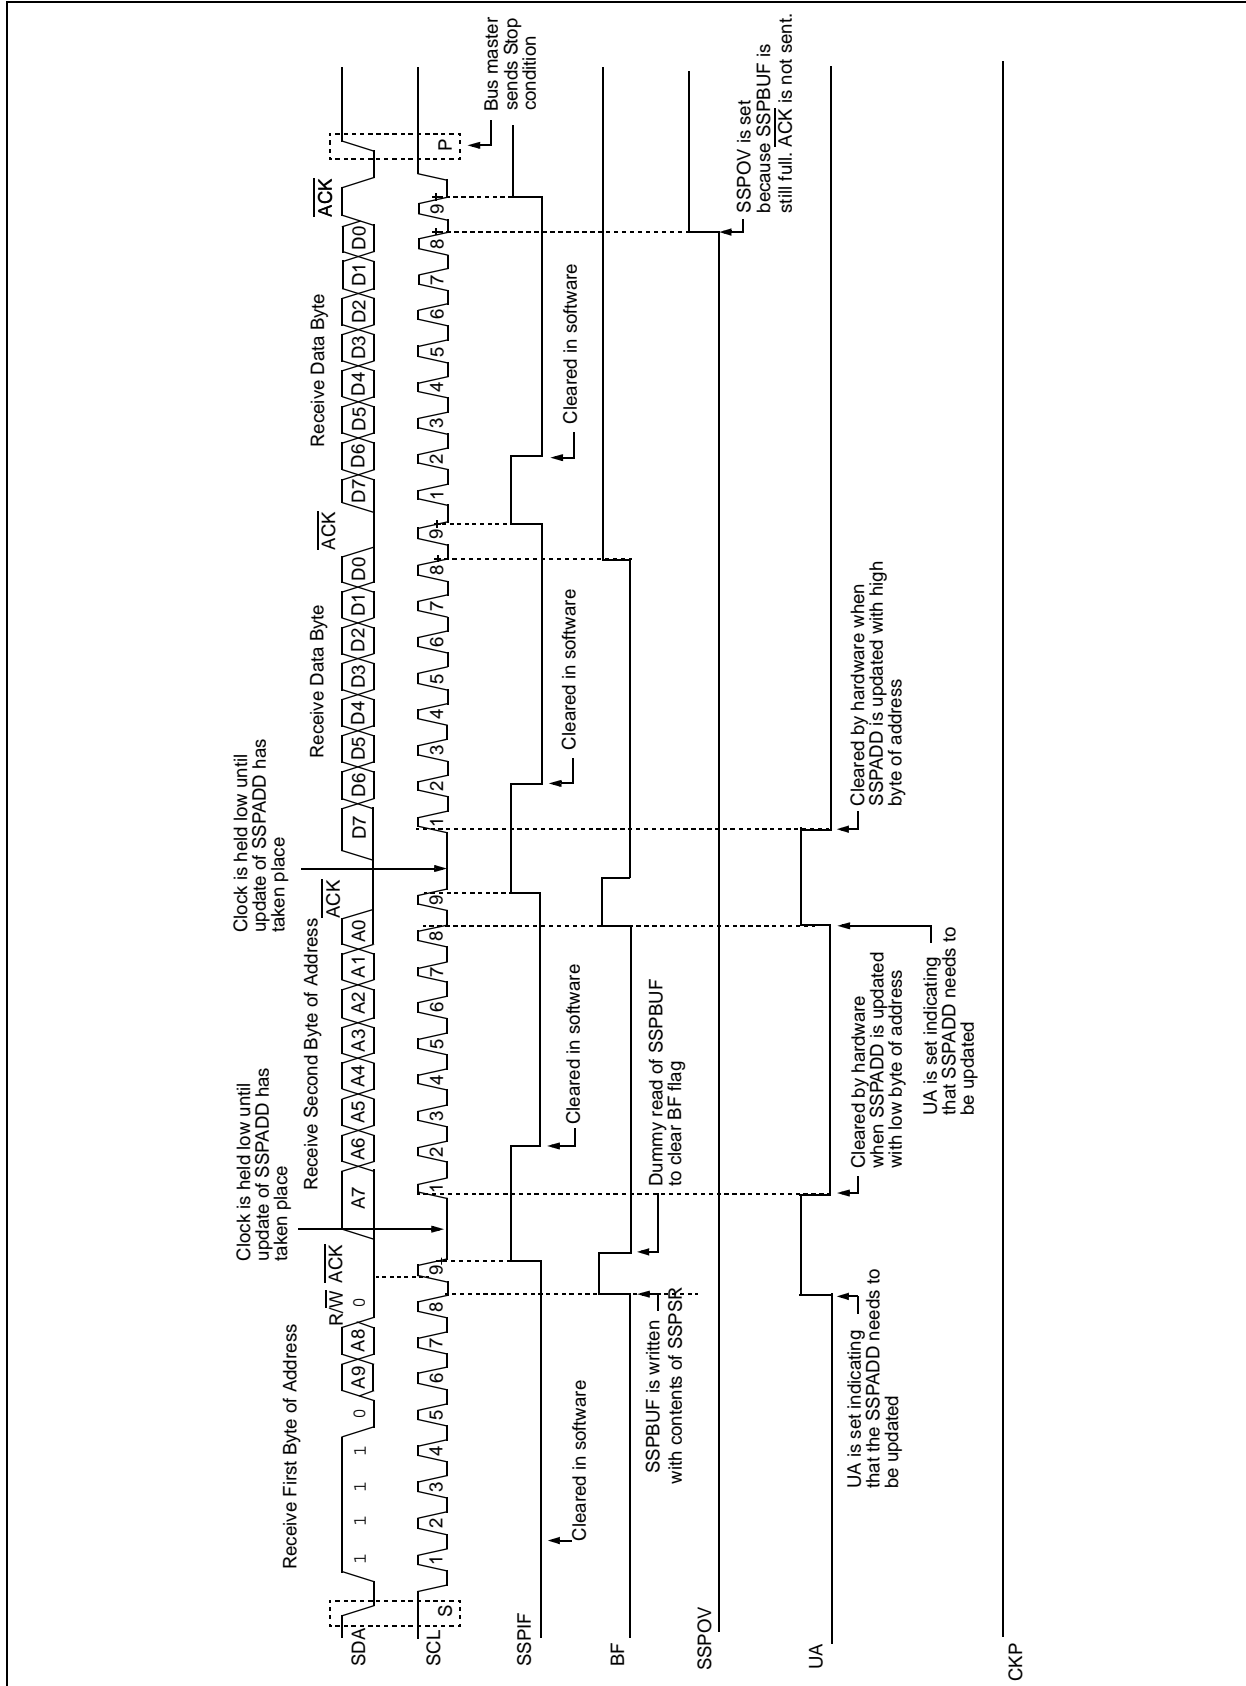 Bus master
sends Stop
condition
SSPOV is set
because SSPBUF is
still full. ACK is not sent.
Receive First Byte of Address
R/W ACK
Clock is held low until
update of SSPADD has
taken place
Receive Second Byte of Address
ACK
Clock is held low until
update of SSPADD has
taken place
Receive Data Byte
ACK
Receive Data Byte
ACK
SDA
1 1 1 1 0 A9 A8 0 A7 A6 A5 A4 A3 A2 A1 A0 D7 D6 D5 D4 D3 D2 D1 D0 D7 D6 D5 D4 D3 D2 D1 D0
SCL
S 1 2 3 4 5 6 7 8 9 1 2 3 4 5 6 7 8 9 1 2 3 4 5 6 7 8 9 1 2 3 4 5 6 7 8 9 P
SSPIF
Cleared in software
Cleared in software
Cleared in software
Cleared in software
BF
SSPBUF is written
with contents of SSPSR
Dummy read of SSPBUF
to clear BF flag
SSPOV
UA
UA is set indicating
that the SSPADD needs to
be updated
Cleared by hardware
when SSPADD is updated
with low byte of address
UA is set indicating
that SSPADD needs to
be updated
Cleared by hardware when
SSPADD is updated with high
byte of address
CKP